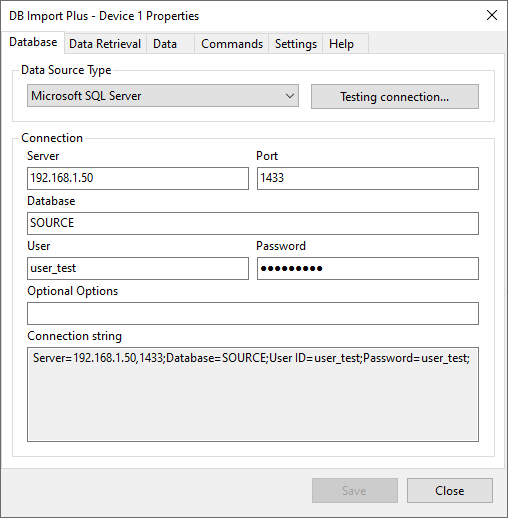 DB Import Plus - Device 1 Properties
Database Data Retrieval Data Commands Settings Help
Data Source Type
Microsoft SQL Server Testing connection...
Connection
Server Port
192.168.1.50 1433
Database
SOURCE
User Password
user_test ●●●●●●●●●
Optional Options
Connection string
Server=192.168.1.50,1433;Database=SOURCE;User ID=user_test;Password=user_test;
Save Close